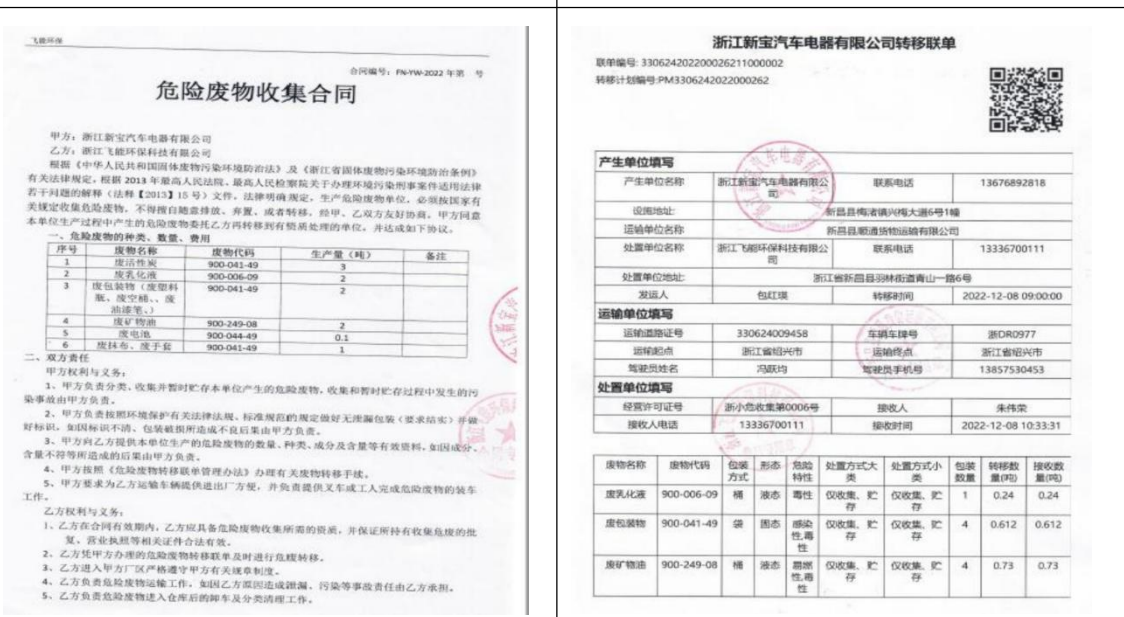 飞能环保
合同编号：FN-YW-2022 年第 号
危险废物收集合同
甲方：浙江新宝汽车电器有限公司
乙方：浙江飞能环保科技有限公司
根据《中华人民共和国固体废物污染环境防治法》及《浙江省固体废物污染环境防治条例》
有关法律规定，根据 2013 年最高人民法院、最高人民检察院关于办理环境污染刑事案件适用法律
若干问题的解释（法释【2013】15 号）文件，法律明确规定，生产危险废物单位，必须按国家有
关规定收集危险废物，不得擅自随意排放、弃置、或者转移，经甲、乙双方友好协商，甲方同意
本单位生产过程中产生的危险废物委托乙方再转移到有资质处理的单位。并达成如下协议。
一、危险废物的种类、数量、费用
序号 废物名称 废物代码 生产量（吨） 备注
1 废活性炭 900-041-49 3
2 废乳化液 900-006-09 2
3 废包装物（废塑料 900-041-49 2
瓶、废空桶、、废
油漆笔、）
4 废矿物油 900-249-08 2
5 废电池 900-044-49 0.1
6 废抹布、废手套 900-041-49 1
二、双方责任
甲方权利与义务：
1、甲方负责分类、收集并暂时贮存本单位产生的危险废物，收集和暂时贮存过程中发生的污
染事故由甲方负责。
2、甲方负责按照环境保护有关法律法规、标准规范的规定做好无泄漏包装（要求结实）并做
好标识，如因标识不清、包装破损所造成不良后果由甲方负责。
3、甲方向乙方提供本单位生产的危险废物的数量、种类、成分及含量等有效资料，如因成分、
含量不符等所造成的后果由甲方负责。
4、甲方按照《危险废物转移联单管理办法》办理有关废物转移手续。
5、甲方要求为乙方运输车辆提供进出厂方便，并负责提供叉车或工人完成危险废物的装车
工作。
乙方权利与义务：
1、乙方在合同有效期内，乙方应具备危险废物收集所需的资质，并保证所持有收集危废的批
复、营业执照等相关证件合法有效。
2、乙方凭甲方办理的危险废物转移联单及时进行危废转移。
3、乙方进入甲方厂区严格遵守甲方有关规章制度。
4、乙方负责危险废物运输工作。如因乙方原因造成泄漏、污染等事故责任由乙方承担。
5、乙方负责危险废物进入仓库后的卸车及分类清理工作。
浙江新宝汽车电器有限公司转移联单
联单编号: 330624202200026211000002
转移计划编号:PM3306242022000262
产生单位填写
产生单位名称 浙江新宝汽车电器有限公 联系电话 13676892818
司
设施地址: 新昌县梅渚镇兴梅大道6号1幢
运输单位名称 新昌县顺通货物运输有限公司
处置单位名称 浙江飞能环保科技有限公 联系电话 13336700111
司
处置单位地址: 浙江省新昌县羽林街道青山一路6号
发运人 包红瑛 转移时间 2022-12-08 09:00:00
运输单位填写
运输道路证号 330624009458 车辆车牌号 浙DR0977
运输起点 浙江省绍兴市 运输终点 浙江省绍兴市
驾驶员姓名 冯跃均 驾驶员手机号 13857530453
处置单位填写
经营许可证号 浙小危收集第0006号 接收人 朱伟荣
接收人电话 13336700111 接收时间 2022-12-08 10:33:31
废物名称 废物代码 包装 形态 危险 处置方式大 处置方式小 包装 转移数 接收数
方式 特性 类 类 数量 量(吨) 量(吨)
废乳化液 900-006-09 桶 液态 毒性 仅收集、贮 仅收集、贮 1 0.24 0.24
存 存
废包装物 900-041-49 袋 固态 感染 仅收集、贮 仅收集、贮 4 0.612 0.612
性,毒 存 存
性
废矿物油 900-249-08 桶 液态 易燃 仅收集、贮 仅收集、贮 4 0.73 0.73
性,毒 存 存
性